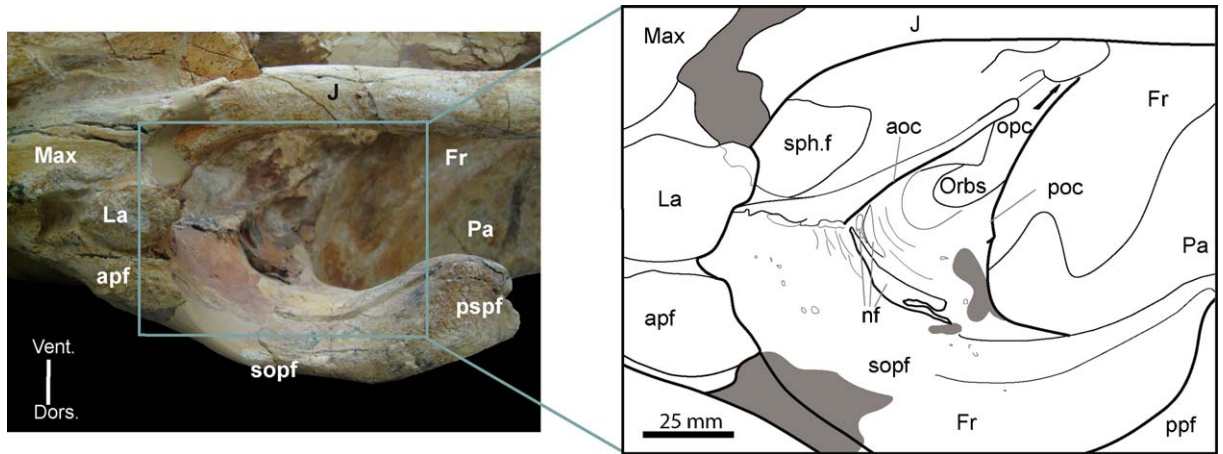 J
Max
Fr
La
Pa
apf
pspf
sopf
Vent.
Dors.
J
Max
Fr
sph.f
aoc
opc
Orbs
La
poc
Pa
apf
nf
sopf
25 mm
Fr
ppf